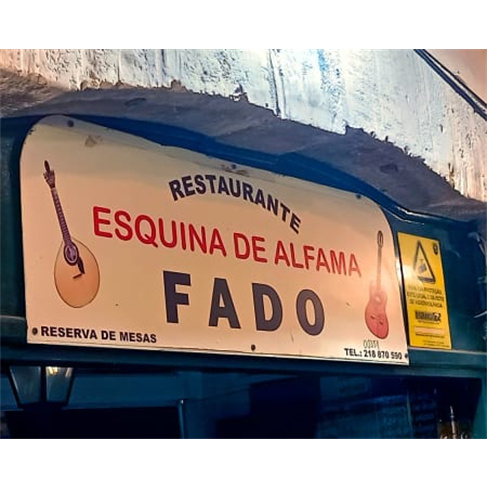 RESTAURANTE
ESQUINA DE ALFAMA
FADO
RESERVA DE MESAS
TEL.: 218 870 590